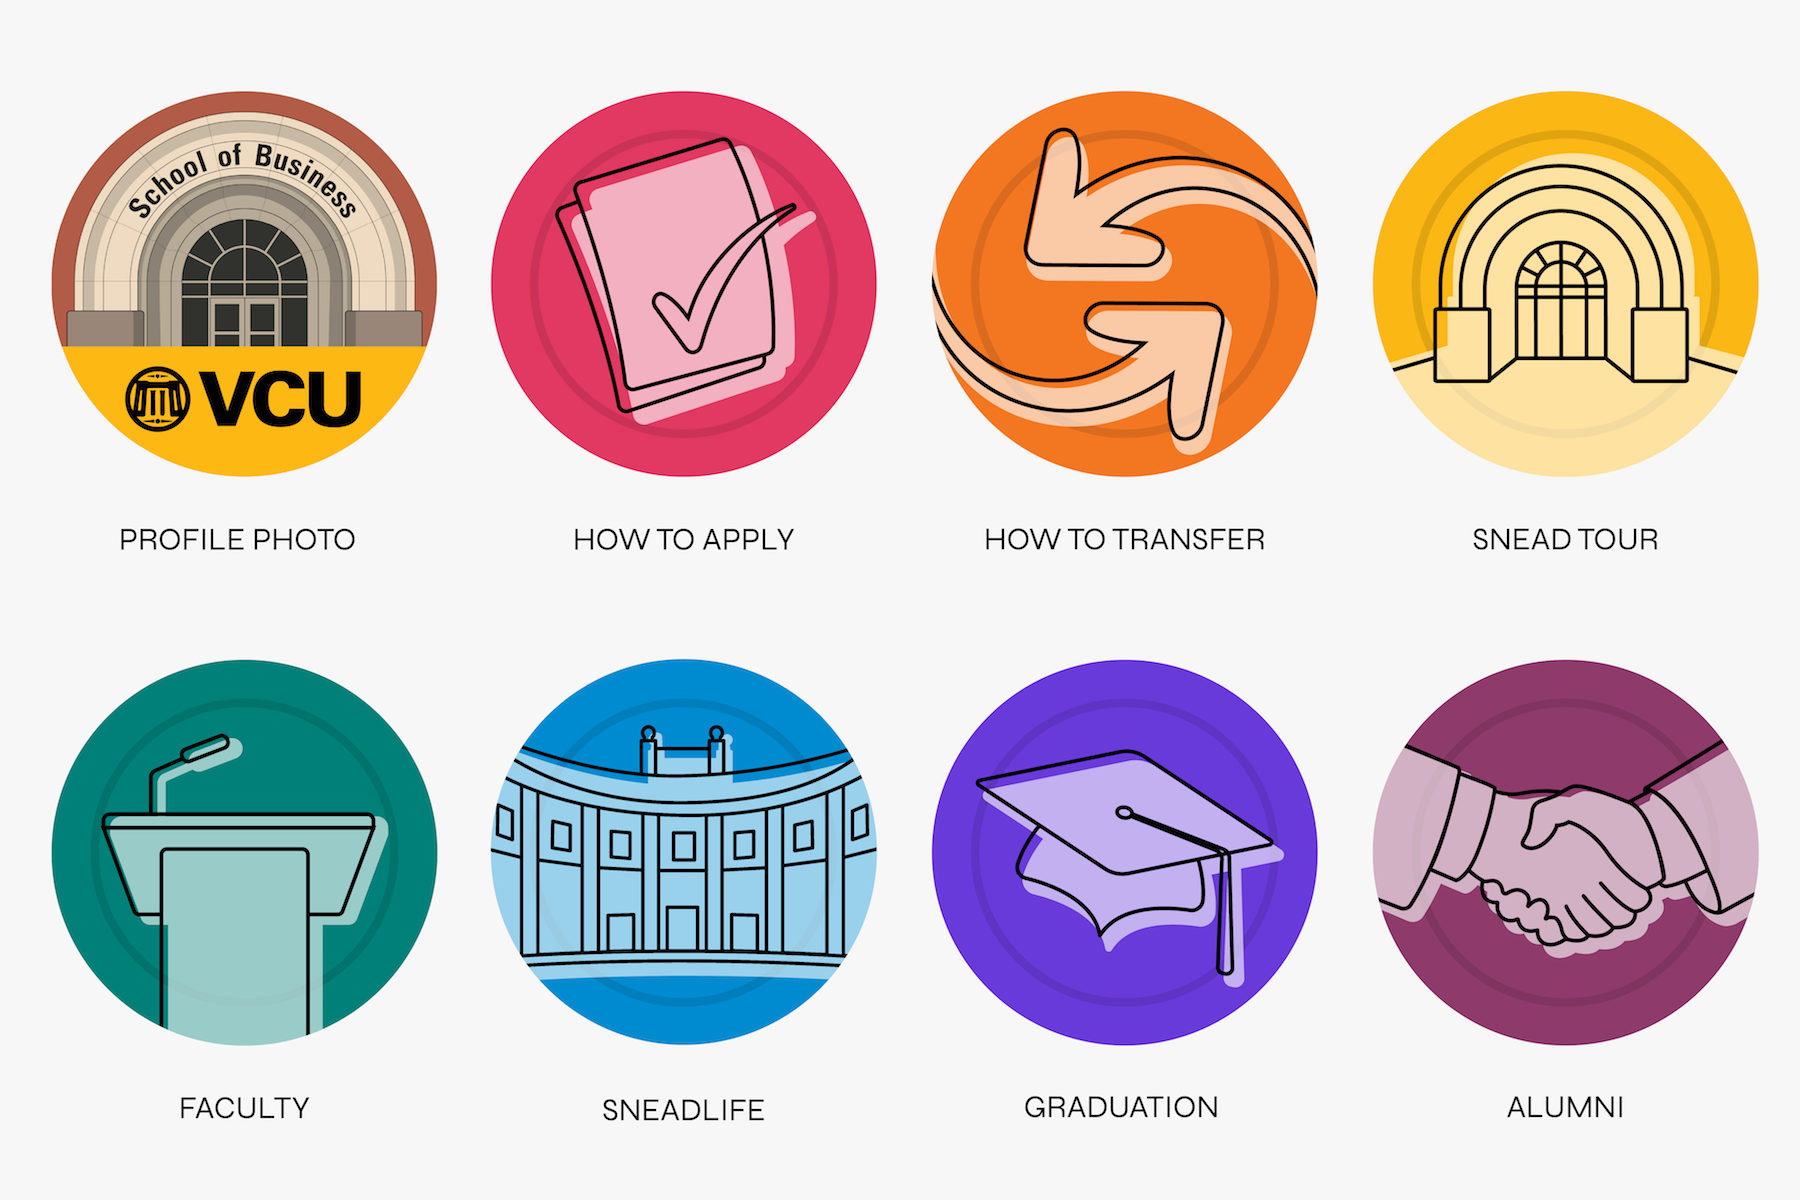 School of Business
VCU
PROFILE PHOTO
HOW TO APPLY
HOW TO TRANSFER
SNEAD TOUR
FACULTY
SNEADLIFE
GRADUATION
ALUMNI